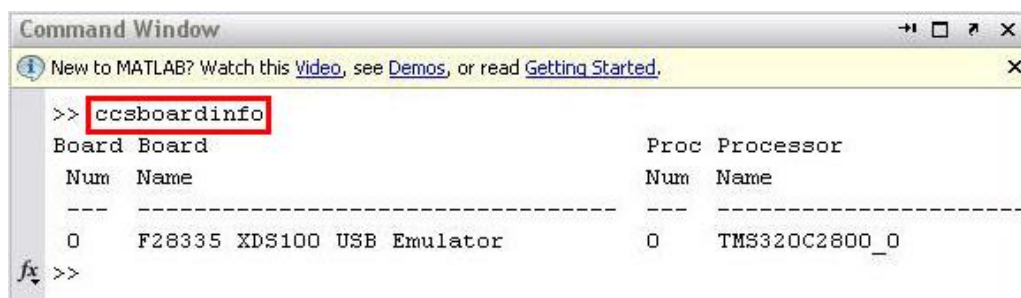 Command Window
New to MATLAB? Watch this Video, see Demos, or read Getting Started.
>> ccsboardinfo
Board Board Proc Processor
Num Name Num Name
--- ----------------------------------- --- ----------------------
0 F28335 XDS100 USB Emulator 0 TMS320C2800_0
fx >>